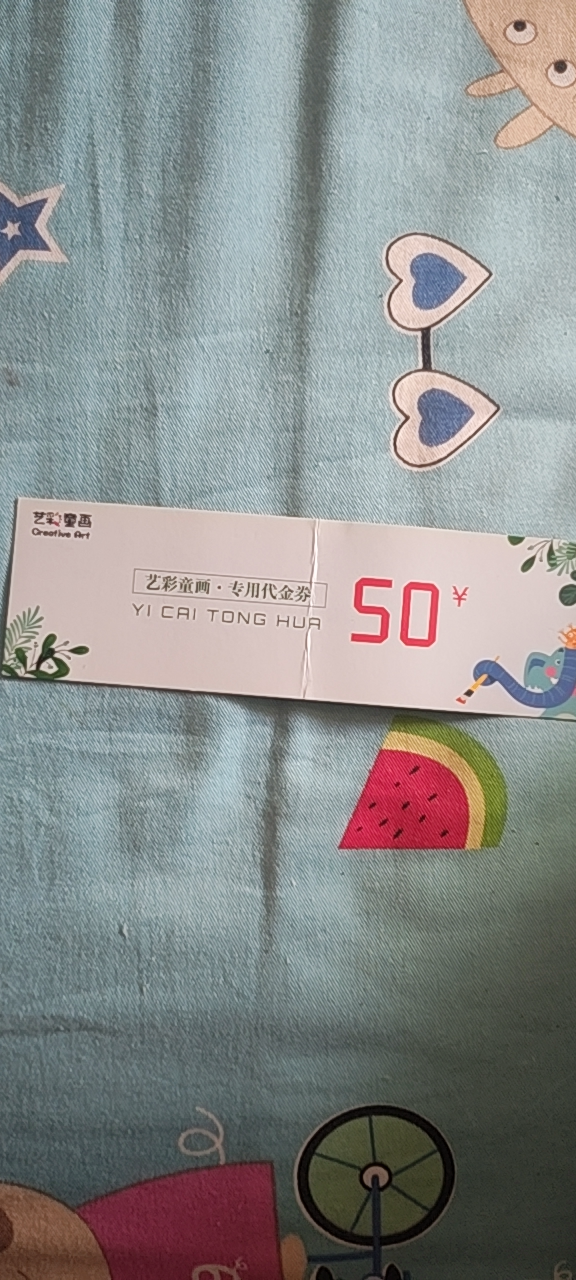 艺彩童画
Creative Art
艺彩童画·专用代金券
YI CAI TONG HUA
50¥